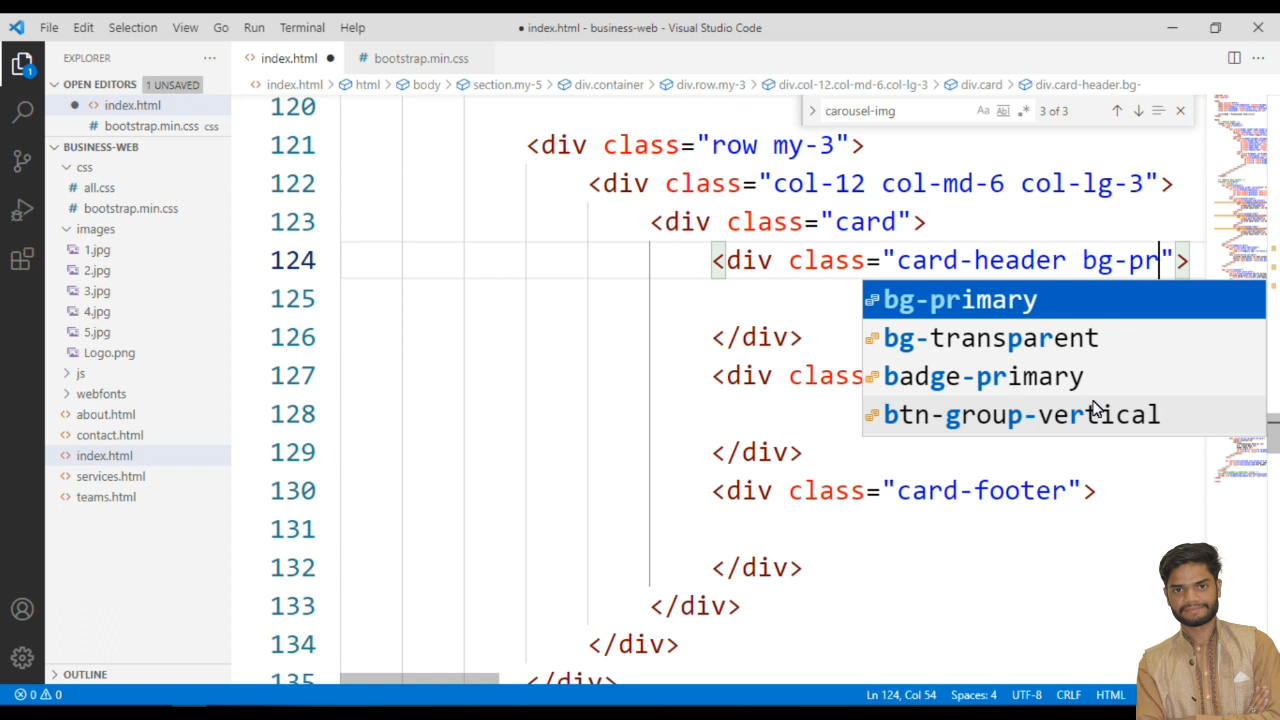 File Edit Selection View Go Run Terminal Help
● index.html - business-web - Visual Studio Code
EXPLORER
OPEN EDITORS 1 UNSAVED
index.html
bootstrap.min.css css
BUSINESS-WEB
css
all.css
bootstrap.min.css
images
1.jpg
2.jpg
3.jpg
4.jpg
5.jpg
Logo.png
js
webfonts
about.html
contact.html
index.html
services.html
teams.html
OUTLINE
1
index.html ● bootstrap.min.css
index.html > html > body > section.my-5 > div.container > div.row.my-3 > div.col-12.col-md-6.col-lg-3 > div.card > div.card-header.bg-
carousel-img Aa Abl .* 3 of 3
120
121 <div class="row my-3">
122 <div class="col-12 col-md-6 col-lg-3">
123 <div class="card">
124 <div class="card-header bg-pr">
125
126 </div>
127 <div class
128
129 </div>
130 <div class="card-footer">
131
132 </div>
133 </div>
134 </div>
135 </div>
bg-primary
bg-transparent
badge-primary
btn-group-vertical
0 0 Ln 124, Col 54 Spaces: 4 UTF-8 CRLF HTML